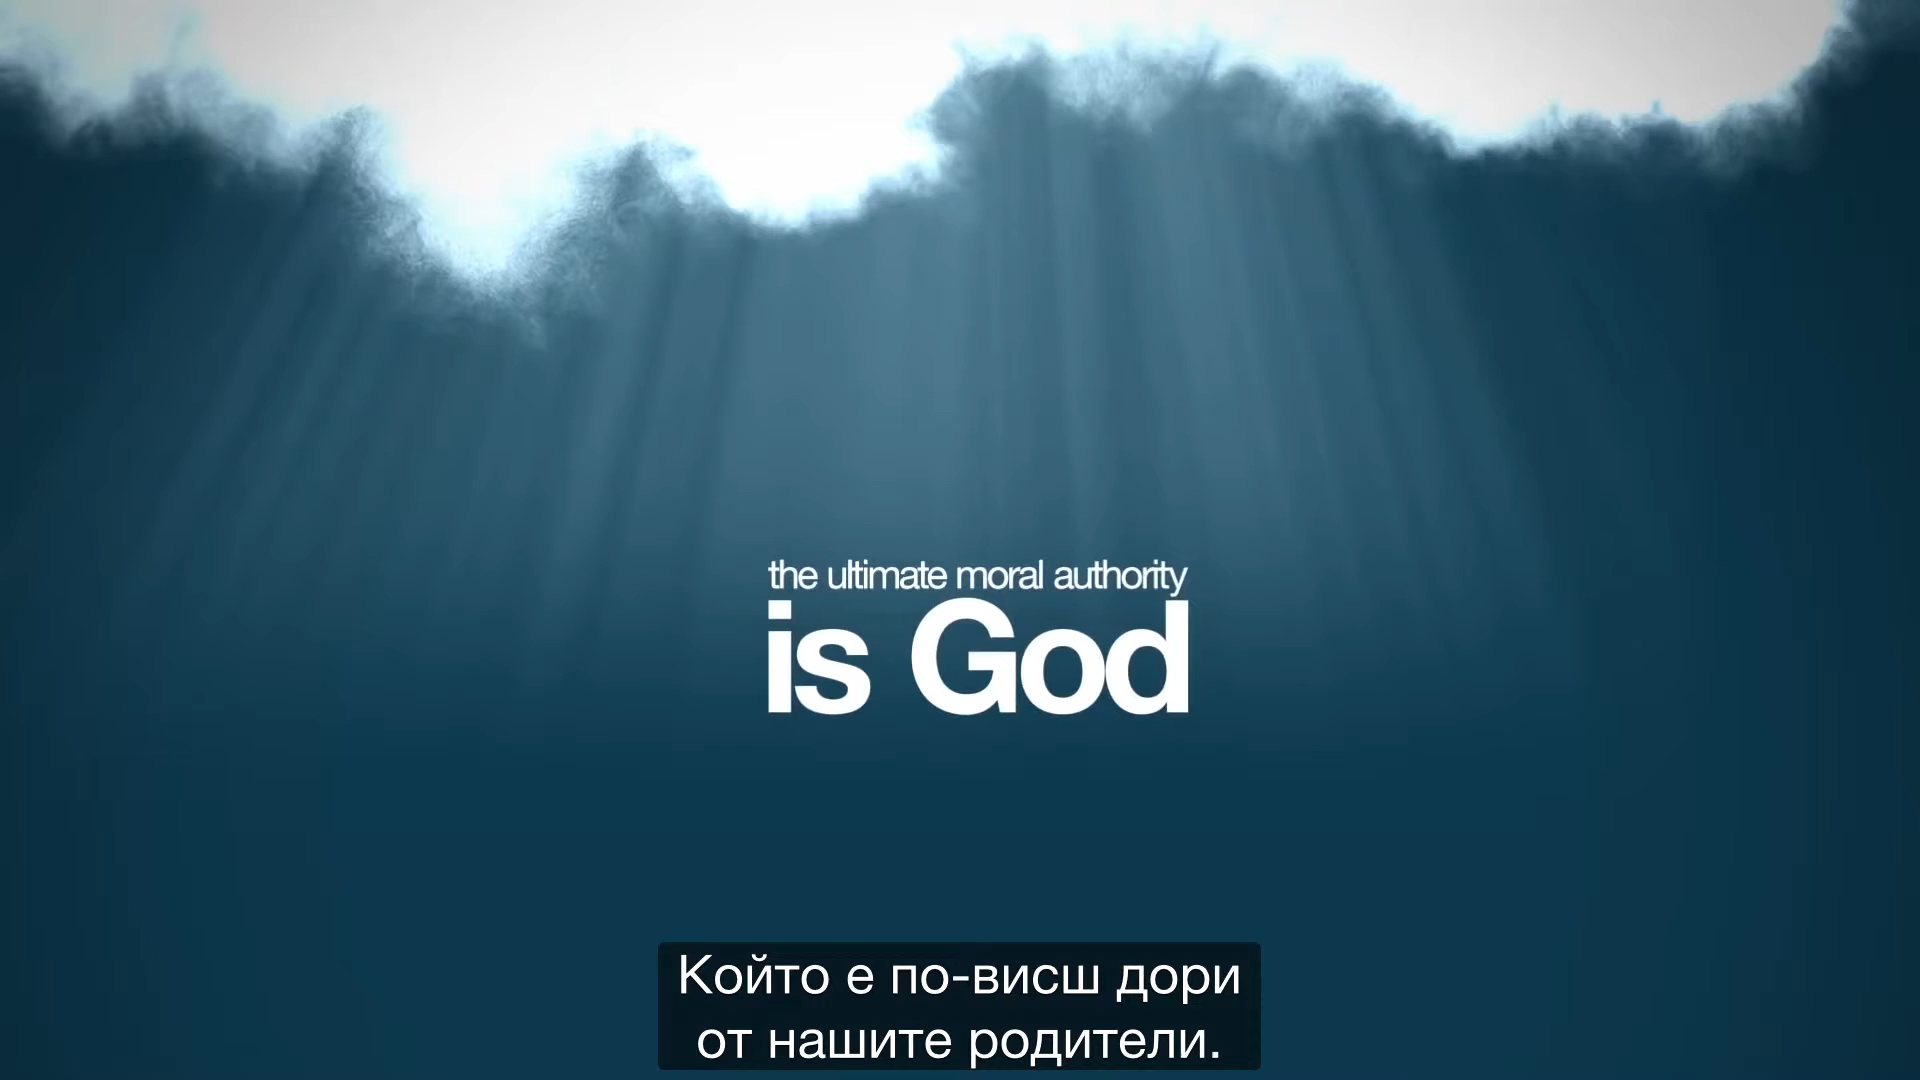 the ultimate moral authority
is God
Който е по-висш дори
от нашите родители.